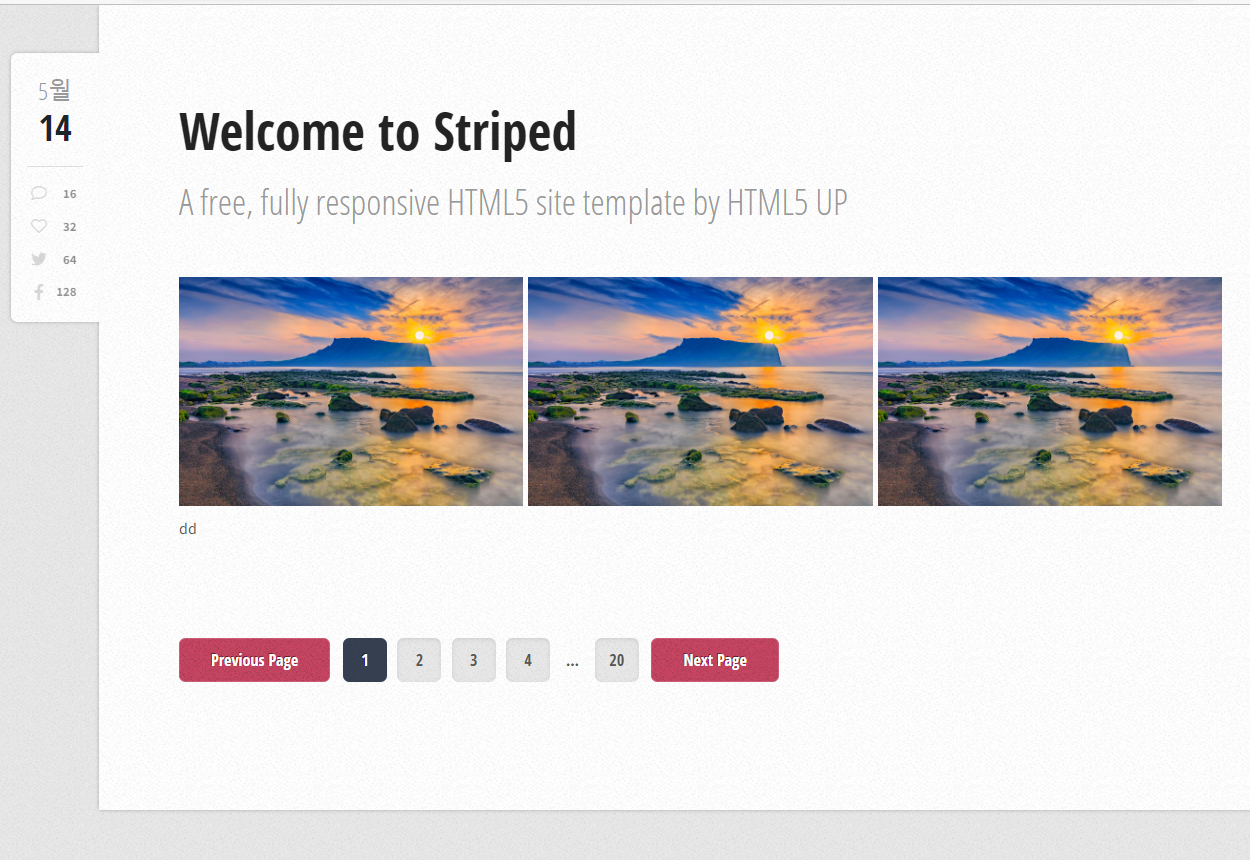 5월
14
16
32
64
128
Welcome to Striped
A free, fully responsive HTML5 site template by HTML5 UP
dd
Previous Page 1 2 3 4 ... 20 Next Page